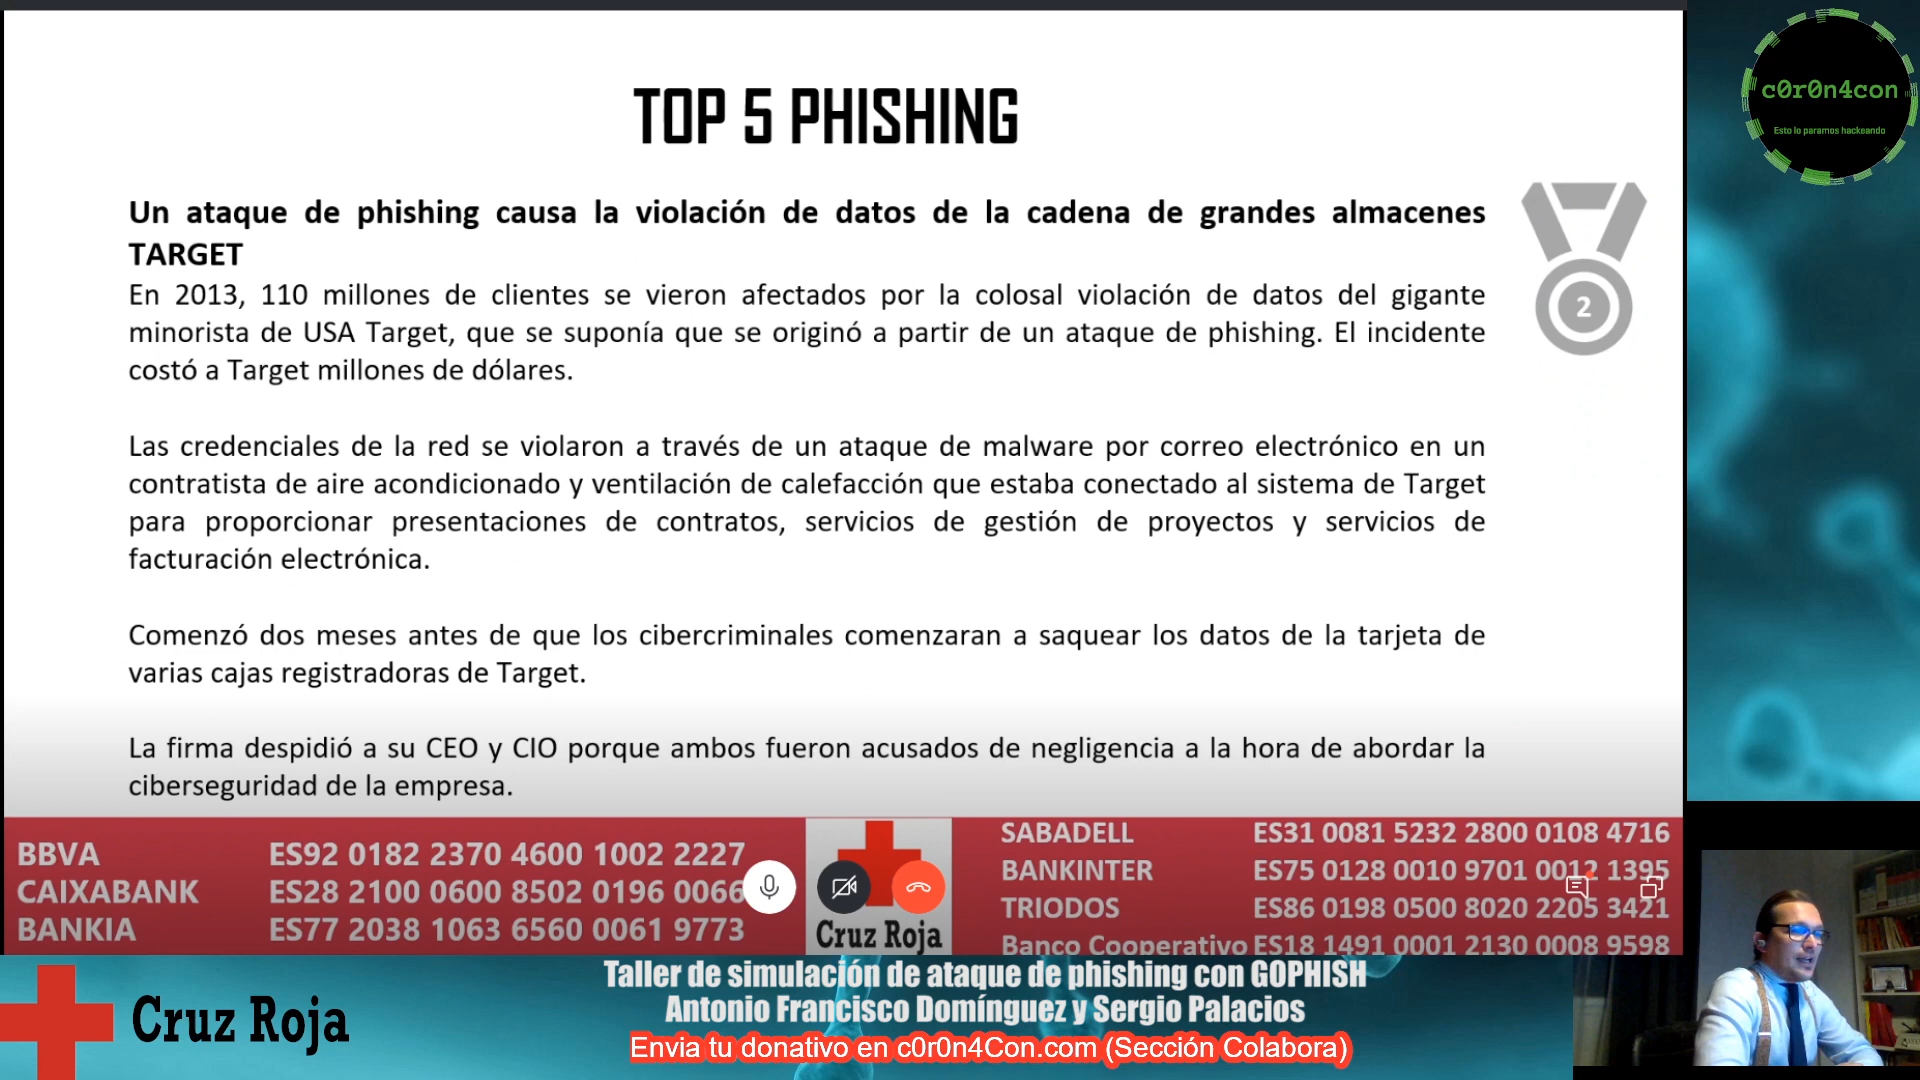 TOP 5 PHISHING
Un ataque de phishing causa la violación de datos de la cadena de grandes almacenes
TARGET
En 2013, 110 millones de clientes se vieron afectados por la colosal violación de datos del gigante
minorista de USA Target, que se suponía que se originó a partir de un ataque de phishing. El incidente
costó a Target millones de dólares.
Las credenciales de la red se violaron a través de un ataque de malware por correo electrónico en un
contratista de aire acondicionado y ventilación de calefacción que estaba conectado al sistema de Target
para proporcionar presentaciones de contratos, servicios de gestión de proyectos y servicios de
facturación electrónica.
Comenzó dos meses antes de que los cibercriminales comenzaran a saquear los datos de la tarjeta de
varias cajas registradoras de Target.
La firma despidió a su CEO y CIO porque ambos fueron acusados de negligencia a la hora de abordar la
ciberseguridad de la empresa.
2
c0r0n4con
Esto lo paramos hackeando
BBVA ES92 0182 2370 4600 1002 2227
CAIXABANK ES28 2100 0600 8502 0196 0066
BANKIA ES77 2038 1063 6560 0061 9773
Cruz Roja
SABADELL ES31 0081 5232 2800 0108 4716
BANKINTER ES75 0128 0010 9701 0012 1395
TRIODOS ES86 0198 0500 8020 2205 3421
Banco Cooperativo ES18 1491 0001 2130 0008 9598
Cruz Roja
Taller de simulación de ataque de phishing con GOPHISH
Antonio Francisco Domínguez y Sergio Palacios
Envia tu donativo en c0r0n4Con.com (Sección Colabora)